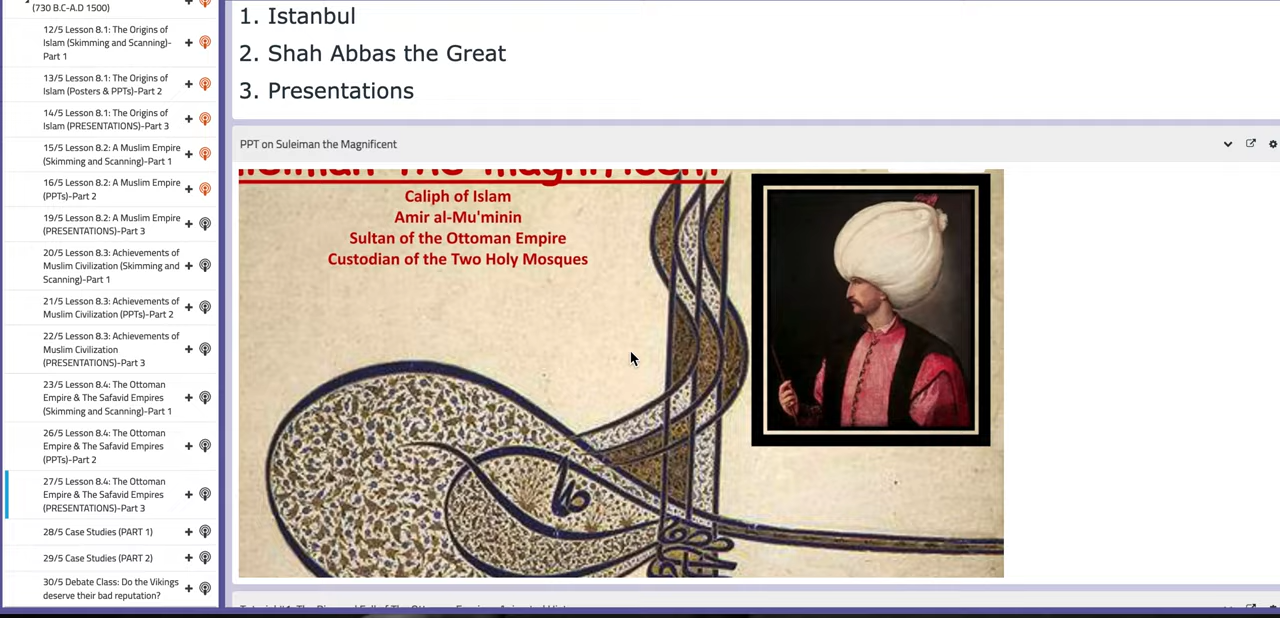 (730 B.C-A.D 1500)
12/5 Lesson 8.1: The Origins of
Islam (Skimming and Scanning)-
Part 1
13/5 Lesson 8.1: The Origins of
Islam (Posters & PPTs)-Part 2
14/5 Lesson 8.1: The Origins of
Islam (PRESENTATIONS)-Part 3
15/5 Lesson 8.2: A Muslim Empire
(Skimming and Scanning)-Part 1
16/5 Lesson 8.2: A Muslim Empire
(PPTs)-Part 2
19/5 Lesson 8.2: A Muslim Empire
(PRESENTATIONS)-Part 3
20/5 Lesson 8.3: Achievements of
Muslim Civilization (Skimming and
Scanning)-Part 1
21/5 Lesson 8.3: Achievements of
Muslim Civilization (PPTs)-Part 2
22/5 Lesson 8.3: Achievements of
Muslim Civilization
(PRESENTATIONS)-Part 3
23/5 Lesson 8.4: The Ottoman
Empire & The Safavid Empires
(Skimming and Scanning)-Part 1
26/5 Lesson 8.4: The Ottoman
Empire & The Safavid Empires
(PPTs)-Part 2
27/5 Lesson 8.4: The Ottoman
Empire & The Safavid Empires
(PRESENTATIONS)-Part 3
28/5 Case Studies (PART 1)
29/5 Case Studies (PART 2)
30/5 Debate Class: Do the Vikings
deserve their bad reputation?
1. Istanbul
2. Shah Abbas the Great
3. Presentations
PPT on Suleiman the Magnificent
Caliph of Islam
Amir al-Mu'minin
Sultan of the Ottoman Empire
Custodian of the Two Holy Mosques